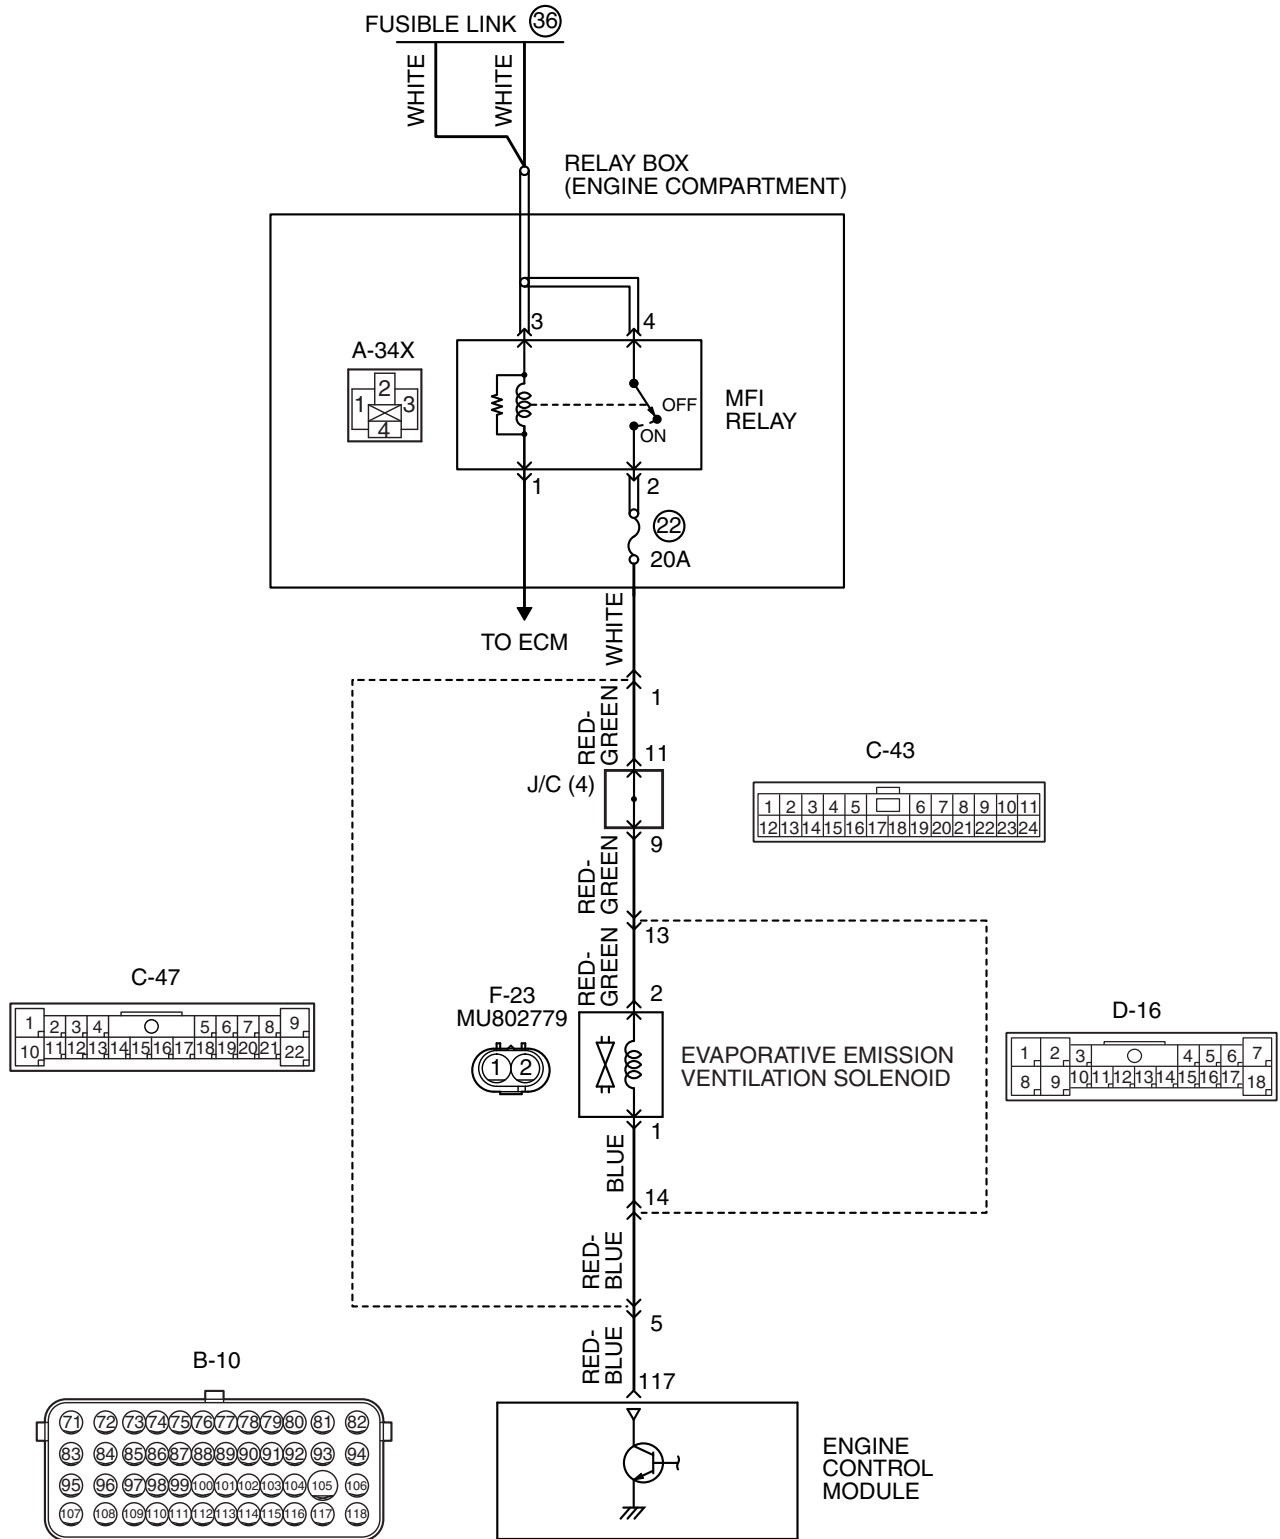 FUSIBLE LINK 36
WHITE
WHITE
RELAY BOX
(ENGINE COMPARTMENT)
3
4
A-34X
2
1 3
4
OFF
ON
MFI
RELAY
1
2
22
20A
TO ECM
WHITE
1
RED-
GREEN
11
J/C (4)
C-43
1 2 3 4 5 6 7 8 9 10 11
12 13 14 15 16 17 18 19 20 21 22 23 24
9
RED-
GREEN
13
RED-
GREEN
2
C-47
1 2 3 4 5 6 7 8 9
10 11 12 13 14 15 16 17 18 19 20 21 22
F-23
MU802779
1 2
EVAPORATIVE EMISSION
VENTILATION SOLENOID
D-16
1 2 3 4 5 6 7
8 9 10 11 12 13 14 15 16 17 18
1
BLUE
14
RED-
BLUE
5
RED-
BLUE
117
B-10
71 72 73 74 75 76 77 78 79 80 81 82
83 84 85 86 87 88 89 90 91 92 93 94
95 96 97 98 99 100 101 102 103 104 105 106
107 108 109 110 111 112 113 114 115 116 117 118
ENGINE
CONTROL
MODULE